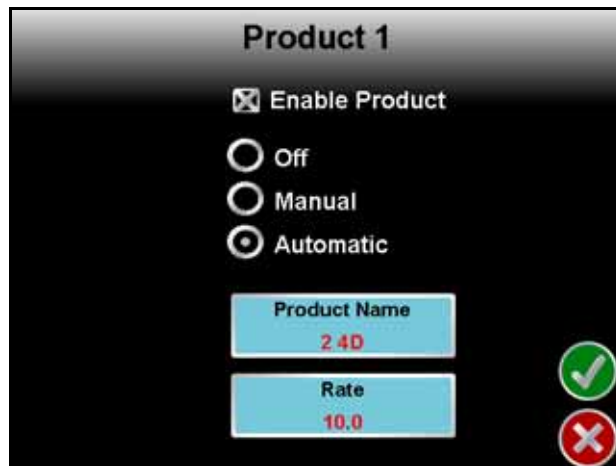 Product 1
Enable Product
Off
Manual
Automatic
Product Name
2 4D
Rate
10.0